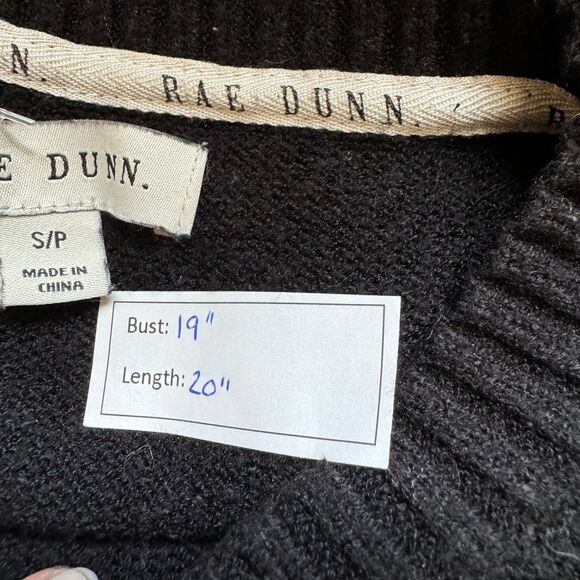 N. RAE DUNN. R
E DUNN.
S/P
MADE IN
CHINA
Bust: 19"
Length: 20"